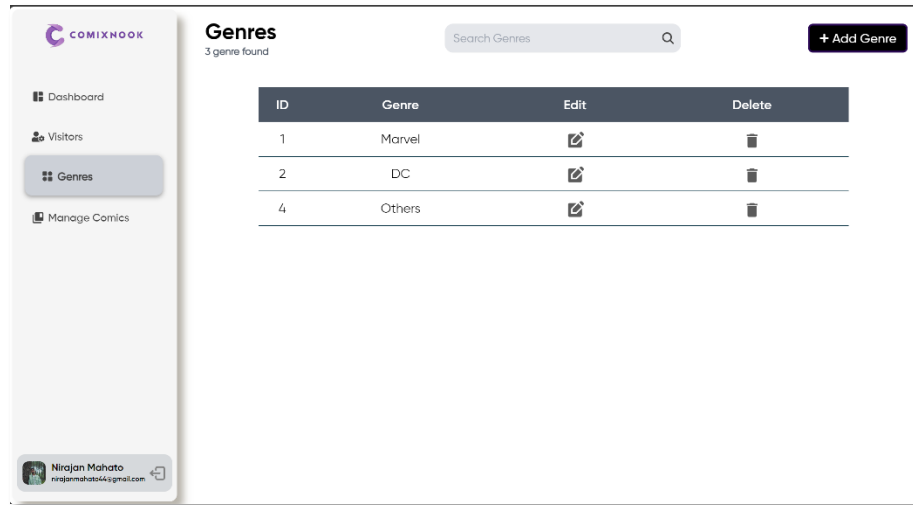 COMIXNOOK
Dashboard
Visitors
Genres
Manage Comics
Nirajan Mahato
nirajanmahato44@gmail.com
Genres
3 genre found
Search Genres
+ Add Genre
ID Genre Edit Delete
1 Marvel
2 DC
4 Others